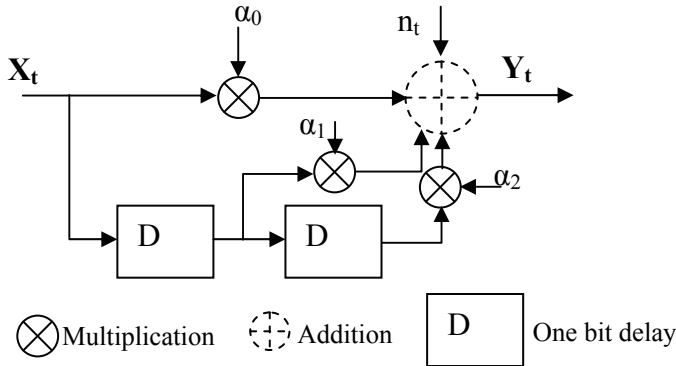 α₀
nₜ
Xₜ
Yₜ
α₁
α₂
D
D
Multiplication
Addition
D
One bit delay